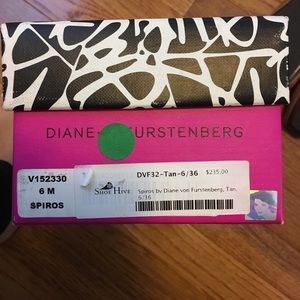 DIANE FURSTENBERG
V152330
6 M
SPIROS
SHOE HIVE
DVF32-Tan-6/36 $235.00
Spiros by Diane von Furstenberg, Tan,
6/36